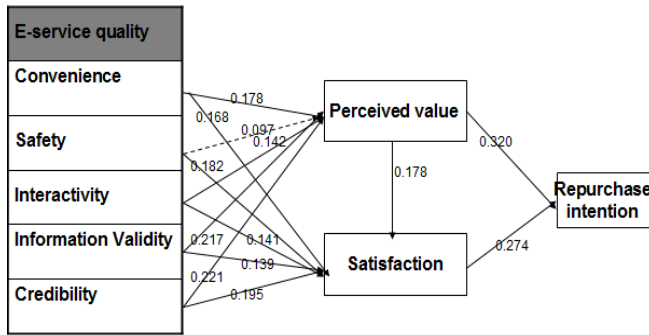 E-service quality
Convenience
0.178
Perceived value
0.168
0.097
Safety
0.142
0.320
0.182
0.178
Interactivity
Repurchase
intention
0.217
0.141
Information Validity
0.139
0.274
Satisfaction
0.221
0.195
Credibility